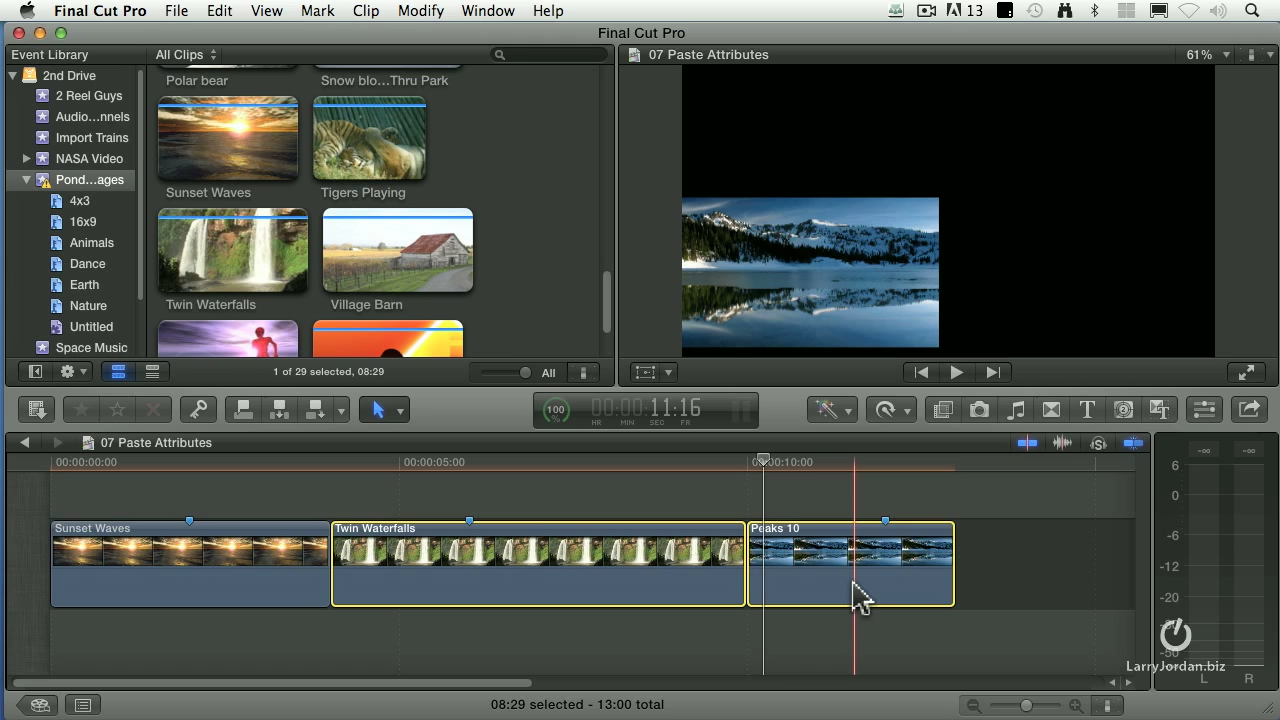 Final Cut Pro File Edit View Mark Clip Modify Window Help 13
Final Cut Pro
Event Library All Clips 07 Paste Attributes 61%
2nd Drive
2 Reel Guys
Audio...nnels
Import Trains
NASA Video
Pond...ages
4x3
16x9
Animals
Dance
Earth
Nature
Untitled
Space Music
Polar bear Snow blo...Thru Park
Sunset Waves Tigers Playing
Twin Waterfalls Village Barn
1 of 29 selected, 08:29 All
100 % 00:00:11:16
HR MIN SEC FR
07 Paste Attributes
00:00:00:00 00:00:05:00 00:00:10:00
Sunset Waves Twin Waterfalls Peaks 10
-∞ -∞
6
0
-6
-12
-20
-30
-50
LarryJordan.biz
L R
08:29 selected - 13:00 total